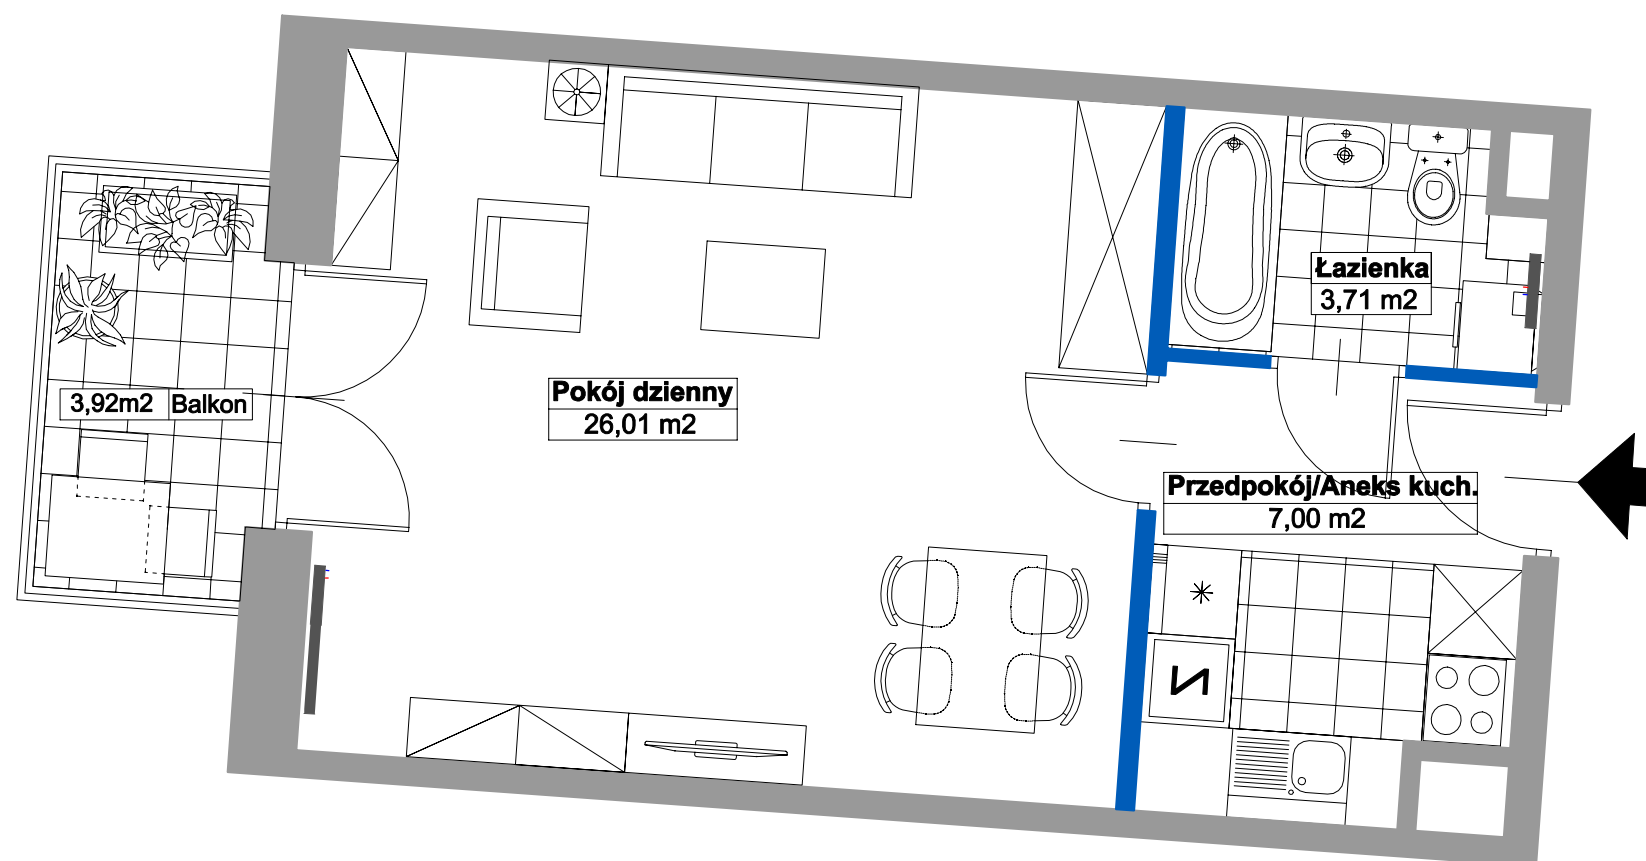 Łazienka
3,71 m2
Pokój dzienny
26,01 m2
3,92m2 Balkon
Przedpokój/Aneks kuch.
7,00 m2